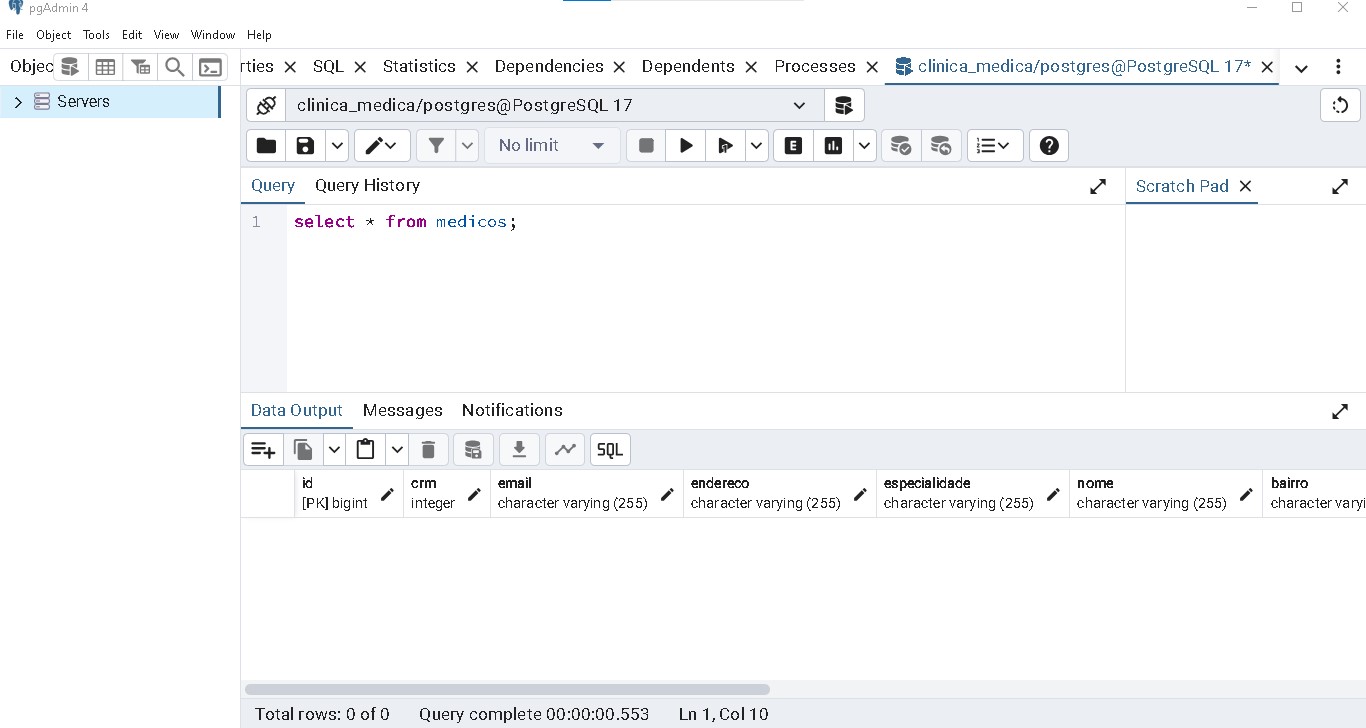 pgAdmin 4
File Object Tools Edit View Window Help
Objec
rties SQL Statistics Dependencies Dependents Processes clinica_medica/postgres@PostgreSQL 17*
Servers
clinica_medica/postgres@PostgreSQL 17
No limit
E
Query Query History
Scratch Pad
1 select * from medicos;
Data Output Messages Notifications
SQL
id crm email endereco especialidade nome bairro
[PK] bigint integer character varying (255) character varying (255) character varying (255) character varying (255) character varyi
Total rows: 0 of 0 Query complete 00:00:00.553 Ln 1, Col 10